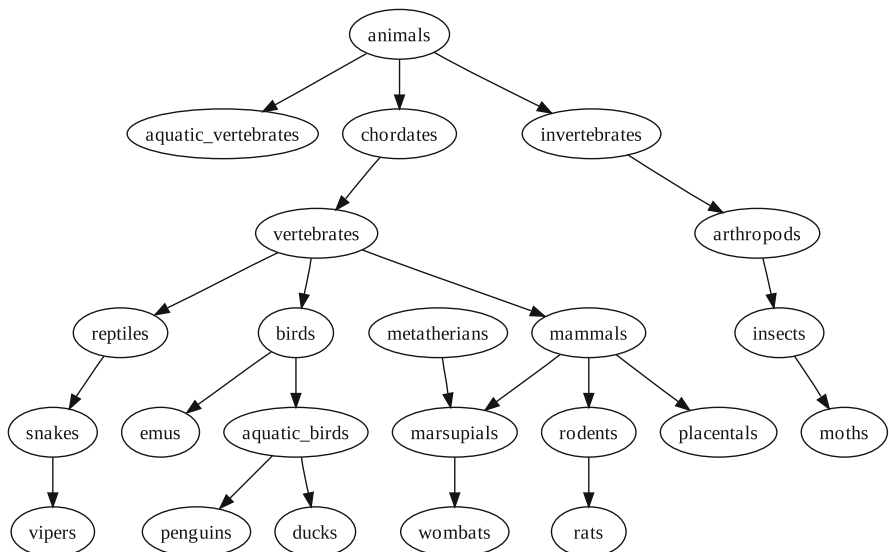 animals
aquatic_vertebrates
chordates
invertebrates
vertebrates
arthropods
reptiles
birds
metatherians
mammals
insects
snakes
emus
aquatic_birds
marsupials
rodents
placentals
moths
vipers
penguins
ducks
wombats
rats